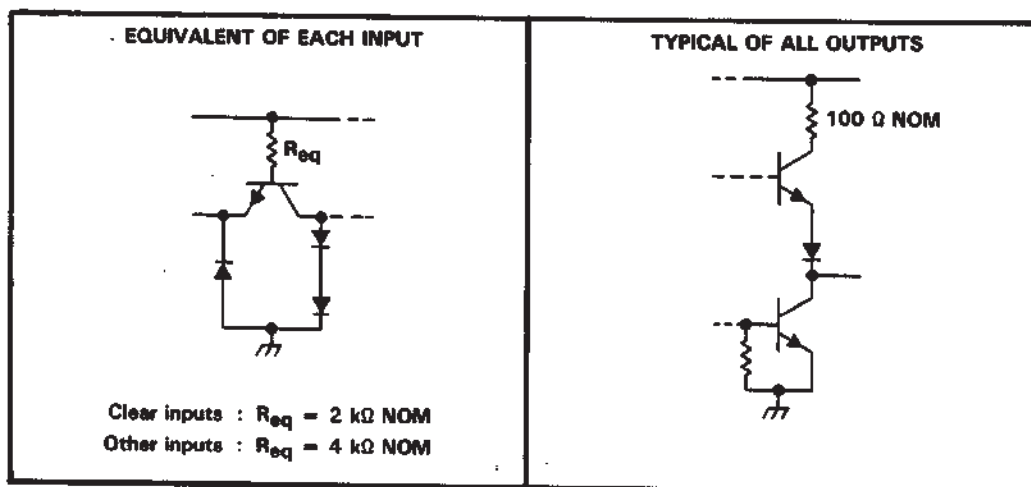 EQUIVALENT OF EACH INPUT
Req
Clear inputs : Req = 2 kΩ NOM
Other inputs : Req = 4 kΩ NOM
TYPICAL OF ALL OUTPUTS
100 Ω NOM